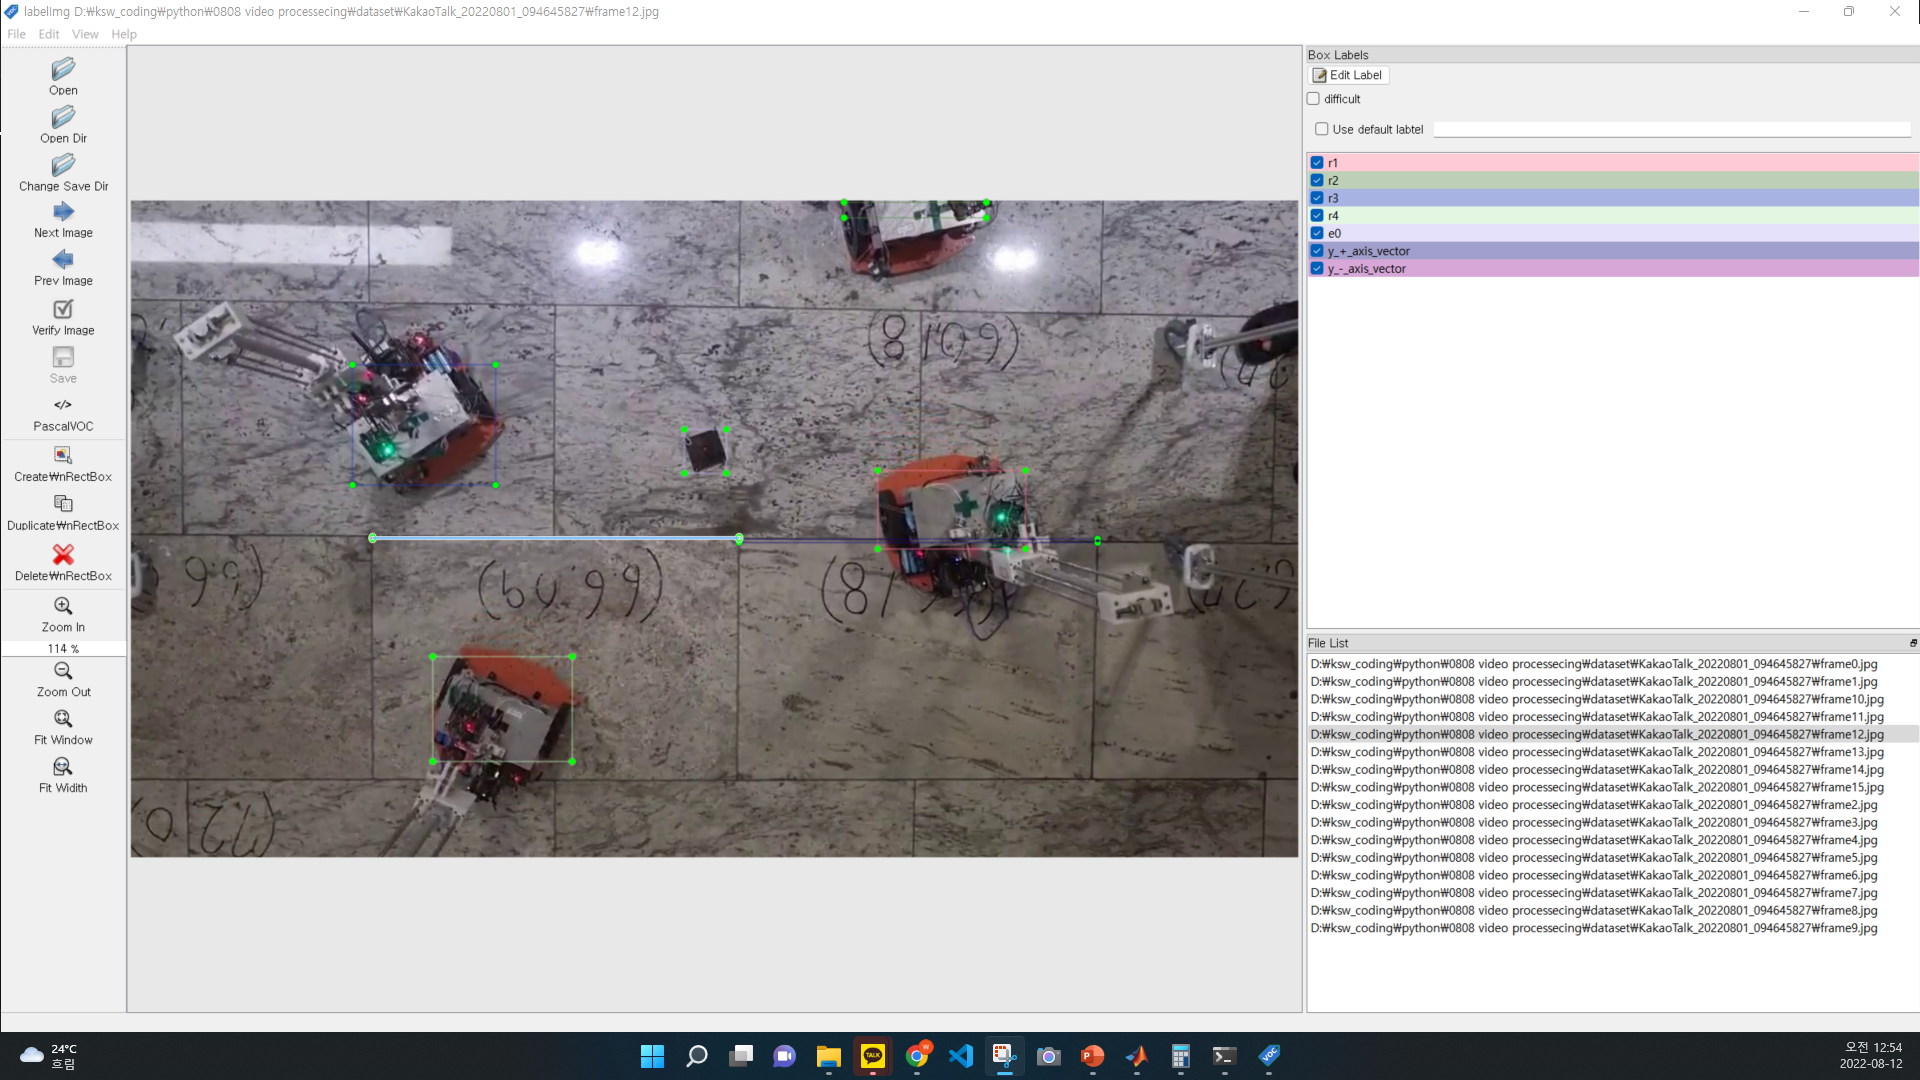 labelImg D:₩ksw_coding₩python₩0808 video processecing₩dataset₩KakaoTalk_20220801_094645827₩frame12.jpg
File Edit View Help
Open
Open Dir
Change Save Dir
Next Image
Prev Image
Verify Image
Save
</>
PascalVOC
Create₩nRectBox
Duplicate₩nRectBox
Delete₩nRectBox
Zoom In
114 %
Zoom Out
Fit Window
Fit Width
Box Labels
Edit Label
difficult
Use default labtel
r1
r2
r3
r4
e0
y_+_axis_vector
y_-_axis_vector
File List
D:₩ksw_coding₩python₩0808 video processecing₩dataset₩KakaoTalk_20220801_094645827₩frame0.jpg
D:₩ksw_coding₩python₩0808 video processecing₩dataset₩KakaoTalk_20220801_094645827₩frame1.jpg
D:₩ksw_coding₩python₩0808 video processecing₩dataset₩KakaoTalk_20220801_094645827₩frame10.jpg
D:₩ksw_coding₩python₩0808 video processecing₩dataset₩KakaoTalk_20220801_094645827₩frame11.jpg
D:₩ksw_coding₩python₩0808 video processecing₩dataset₩KakaoTalk_20220801_094645827₩frame12.jpg
D:₩ksw_coding₩python₩0808 video processecing₩dataset₩KakaoTalk_20220801_094645827₩frame13.jpg
D:₩ksw_coding₩python₩0808 video processecing₩dataset₩KakaoTalk_20220801_094645827₩frame14.jpg
D:₩ksw_coding₩python₩0808 video processecing₩dataset₩KakaoTalk_20220801_094645827₩frame15.jpg
D:₩ksw_coding₩python₩0808 video processecing₩dataset₩KakaoTalk_20220801_094645827₩frame2.jpg
D:₩ksw_coding₩python₩0808 video processecing₩dataset₩KakaoTalk_20220801_094645827₩frame3.jpg
D:₩ksw_coding₩python₩0808 video processecing₩dataset₩KakaoTalk_20220801_094645827₩frame4.jpg
D:₩ksw_coding₩python₩0808 video processecing₩dataset₩KakaoTalk_20220801_094645827₩frame5.jpg
D:₩ksw_coding₩python₩0808 video processecing₩dataset₩KakaoTalk_20220801_094645827₩frame6.jpg
D:₩ksw_coding₩python₩0808 video processecing₩dataset₩KakaoTalk_20220801_094645827₩frame7.jpg
D:₩ksw_coding₩python₩0808 video processecing₩dataset₩KakaoTalk_20220801_094645827₩frame8.jpg
D:₩ksw_coding₩python₩0808 video processecing₩dataset₩KakaoTalk_20220801_094645827₩frame9.jpg
24°C
흐림
TALK
VOC
오전 12:54
2022-08-12